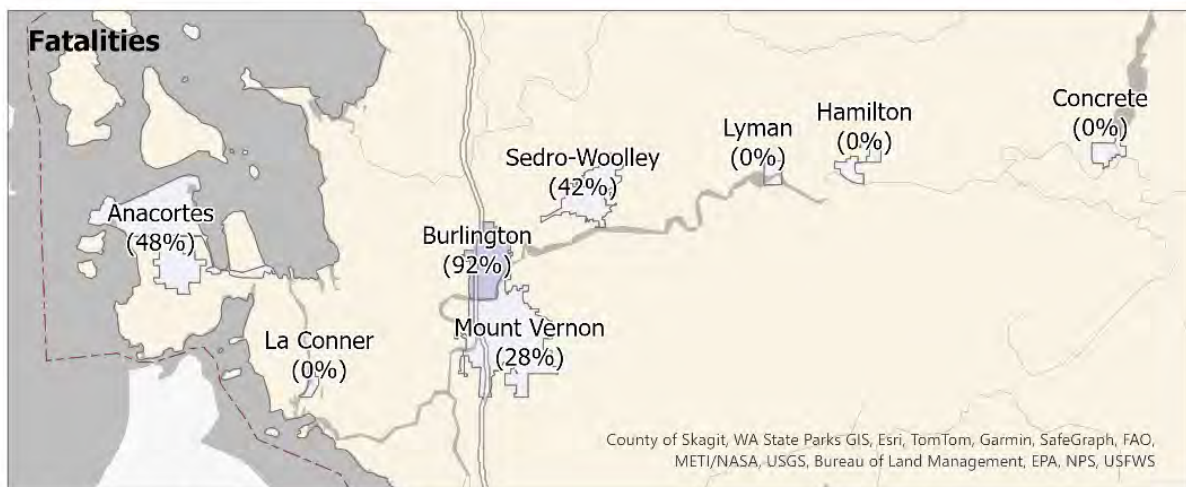 Fatalities
Concrete
(0%)
Hamilton
(0%)
Lyman
(0%)
Sedro-Woolley
(42%)
Anacortes
(48%)
Burlington
(92%)
Mount Vernon
(28%)
La Conner
(0%)
County of Skagit, WA State Parks GIS, Esri, TomTom, Garmin, SafeGraph, FAO,
METI/NASA, USGS, Bureau of Land Management, EPA, NPS, USFWS